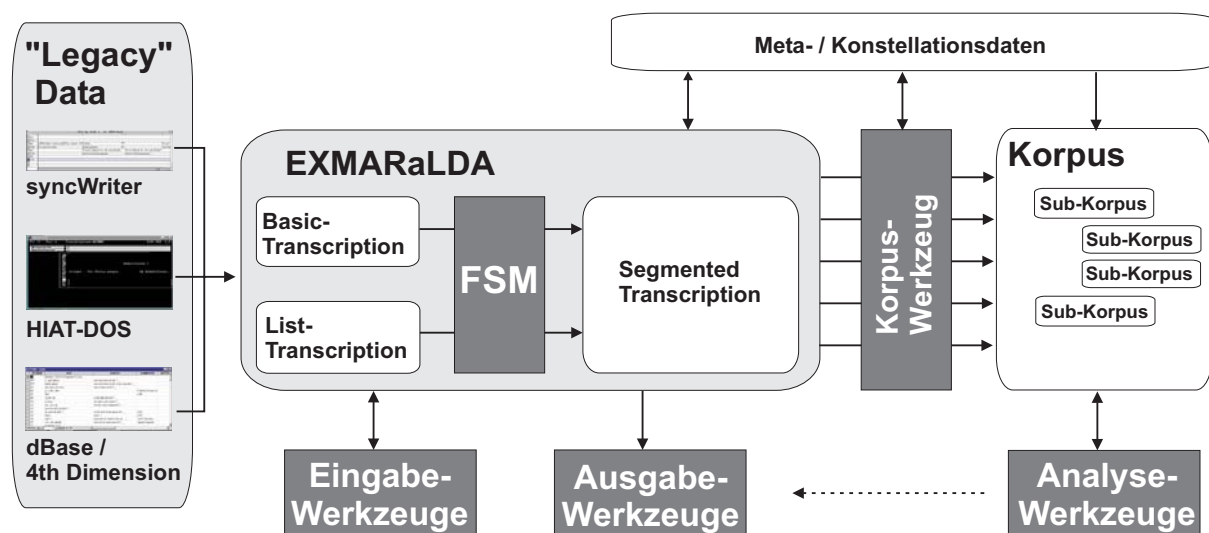 "Legacy"
Data
syncWriter
HIAT-DOS
dBase /
4th Dimension
Meta- / Konstellationsdaten
EXMARaLDA
Basic-
Transcription
List-
Transcription
FSM
Segmented
Transcription
Korpus-
Werkzeug
Korpus
Sub-Korpus
Sub-Korpus
Sub-Korpus
Sub-Korpus
Eingabe-
Werkzeuge
Ausgabe-
Werkzeuge
Analyse-
Werkzeuge